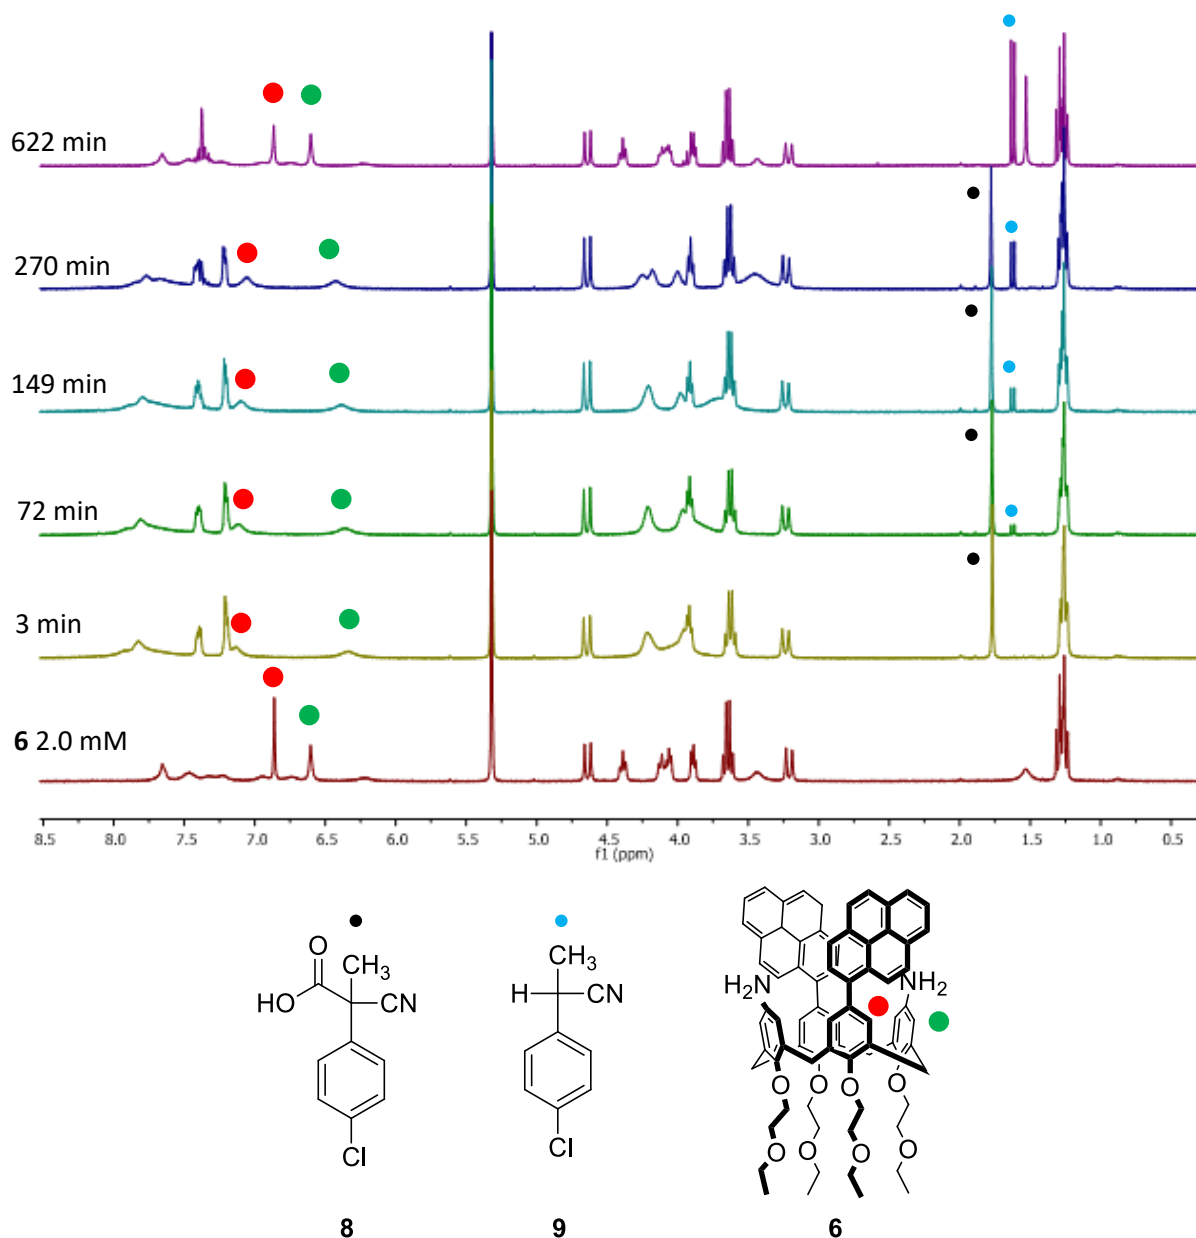 622 min
270 min
149 min
72 min
3 min
6 2.0 mM
8.5 8.0 7.5 7.0 6.5 6.0 5.5 5.0 4.5 4.0 3.5 3.0 2.5 2.0 1.5 1.0 0.5
f1 (ppm)
O
CH3
HO
CN
Cl
8
CH3
H
CN
Cl
9
H2N
NH2
O O O O
O O O O
6